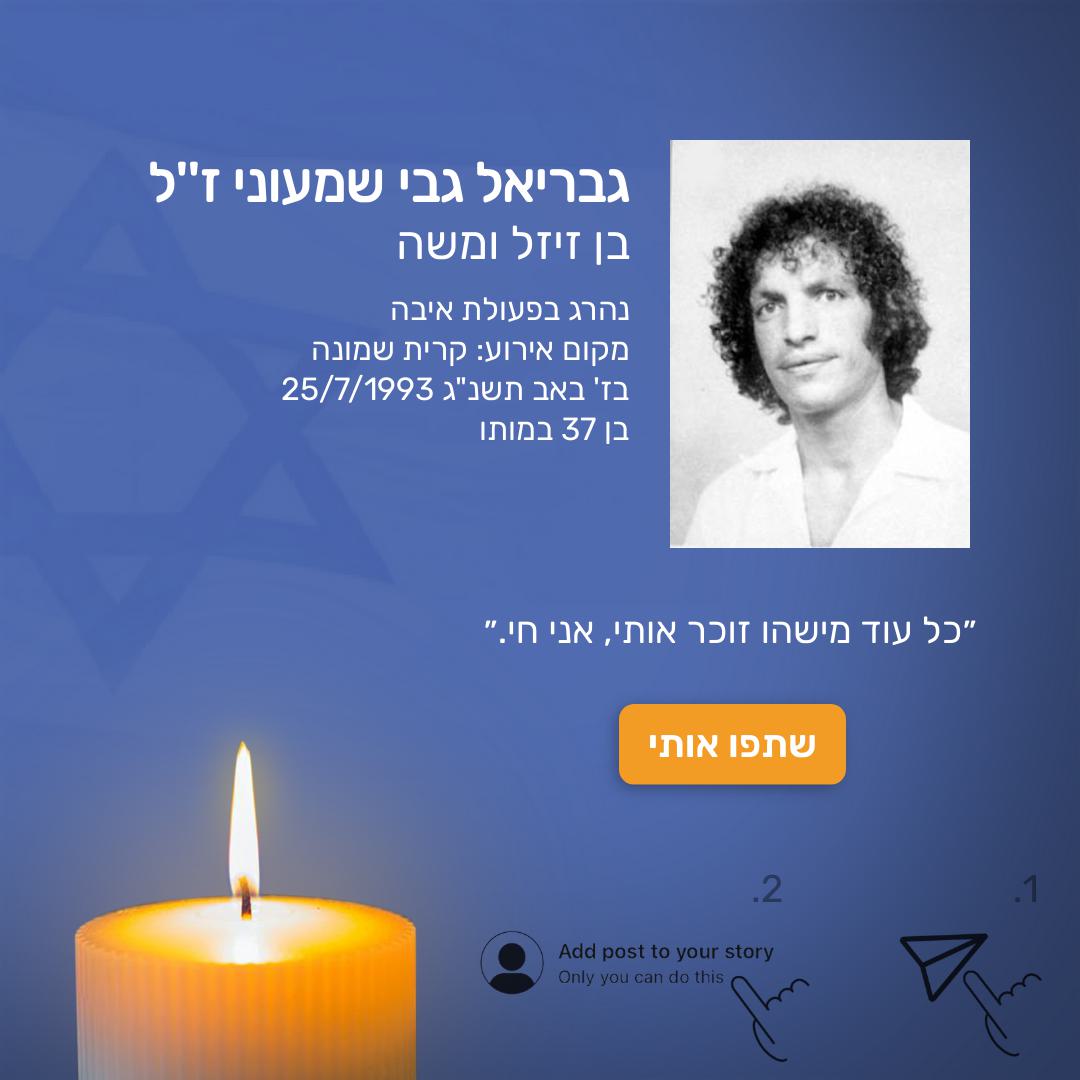 גבריאל גבי שמעוני ז''ל
בן זיזל ומשה
נהרג בפעולת איבה
מקום אירוע: קרית שמונה
בז' באב תשנ"ג 25/7/1993
בן 37 במותו
״כל עוד מישהו זוכר אותי, אני חי.״
שתפו אותי
1.
2.
Add post to your story
Only you can do this